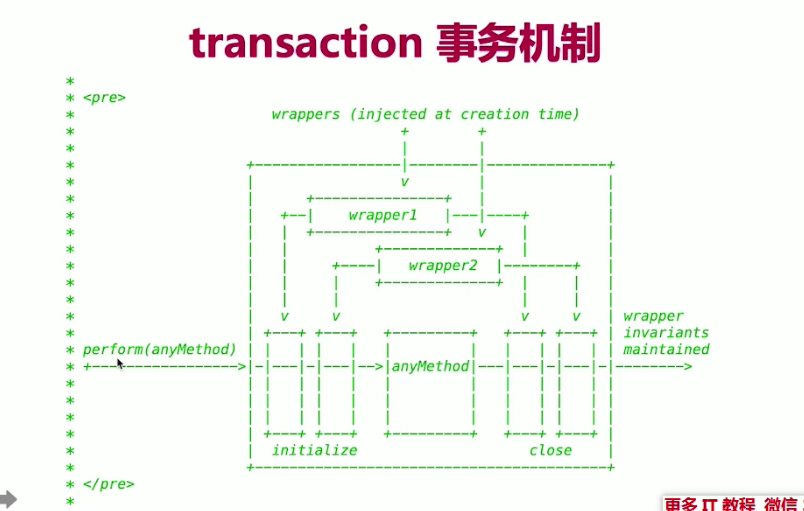 transaction 事务机制
*
* <pre>
* wrappers (injected at creation time)
* + +
* | |
* +-----------------|--------|--------------+
* | v | |
* | +---------------+ | |
* | +--| wrapper1 |---|----+ |
* | | +---------------+ v | |
* | | +-------------+ | |
* | | +----| wrapper2 |--------+ |
* | | | +-------------+ | | |
* | | | | | |
* | v v v v | wrapper
* | +---+ +---+ +---------+ +---+ +---+ | invariants
* perform(anyMethod) | | | | | | | | | | | | maintained
* +----------------->|-|---|-|---|-->|anyMethod|---|---|-|---|-|-------->
* | | | | | | | | | | | |
* | | | | | | | | | | | |
* | | | | | | | | | | | |
* | +---+ +---+ +---------+ +---+ +---+ |
* | initialize close |
* +-----------------------------------------+
* </pre>
*
更多 IT 教程 微信